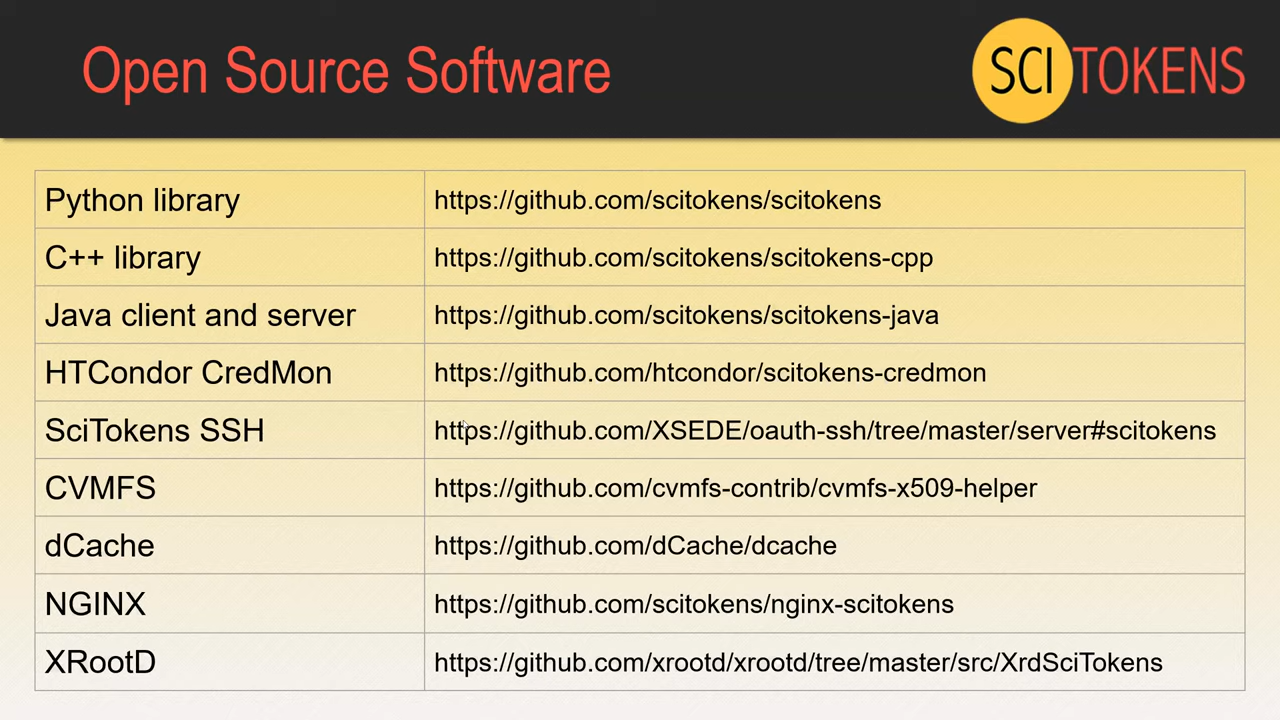 Open Source Software
SCITOKENS
Python library https://github.com/scitokens/scitokens
C++ library https://github.com/scitokens/scitokens-cpp
Java client and server https://github.com/scitokens/scitokens-java
HTCondor CredMon https://github.com/htcondor/scitokens-credmon
SciTokens SSH https://github.com/XSEDE/oauth-ssh/tree/master/server#scitokens
CVMFS https://github.com/cvmfs-contrib/cvmfs-x509-helper
dCache https://github.com/dCache/dcache
NGINX https://github.com/scitokens/nginx-scitokens
XRootD https://github.com/xrootd/xrootd/tree/master/src/XrdSciTokens